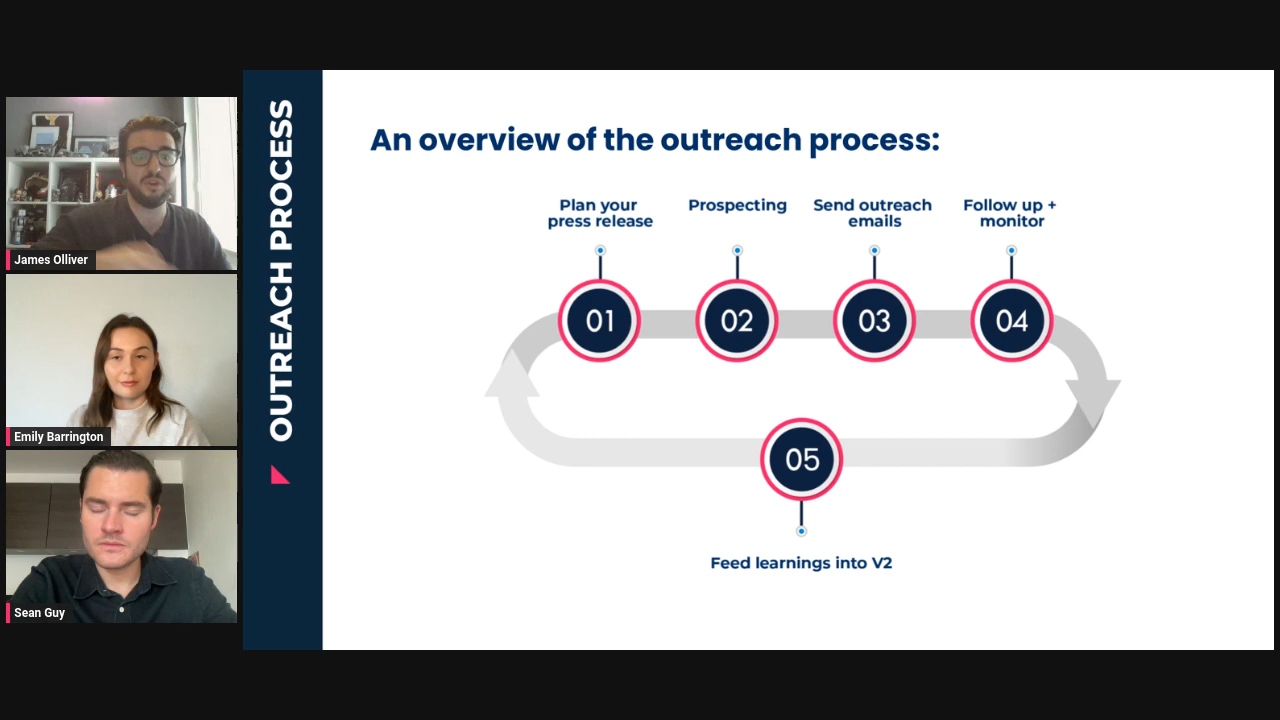 James Olliver
Emily Barrington
Sean Guy
OUTREACH PROCESS
An overview of the outreach process:
Plan your
press release
Prospecting
Send outreach
emails
Follow up +
monitor
01
02
03
04
05
Feed learnings into V2